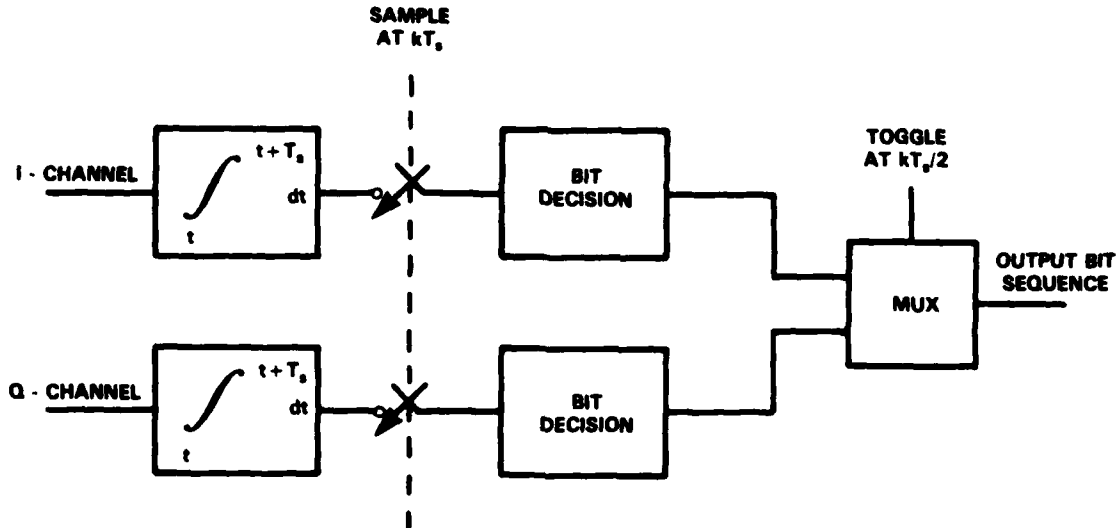 SAMPLE
AT kTₛ
I - CHANNEL
t + Tₛ
dt
t
BIT
DECISION
TOGGLE
AT kTₛ/2
MUX
OUTPUT BIT
SEQUENCE
Q - CHANNEL
t + Tₛ
dt
t
BIT
DECISION